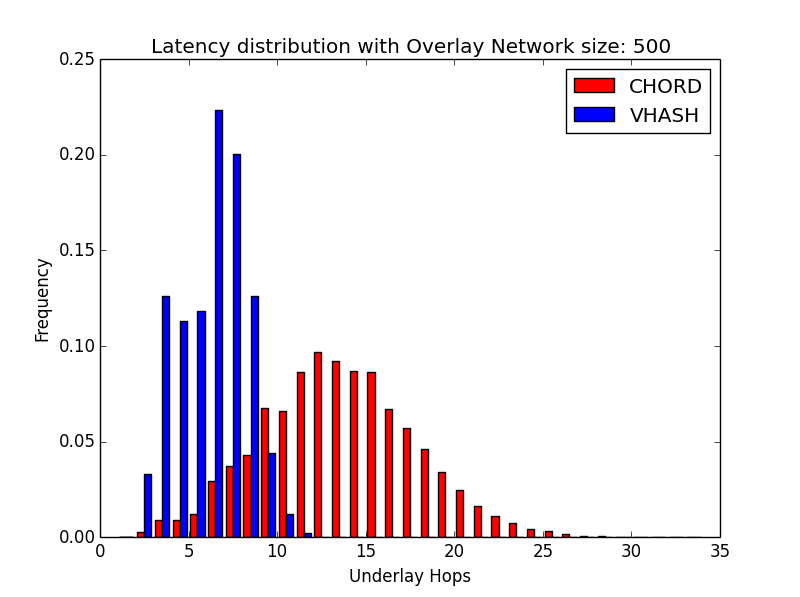 Latency distribution with Overlay Network size: 500
CHORD
VHASH
0.25
0.20
0.15
0.10
0.05
0.00
Frequency
0 5 10 15 20 25 30 35
Underlay Hops